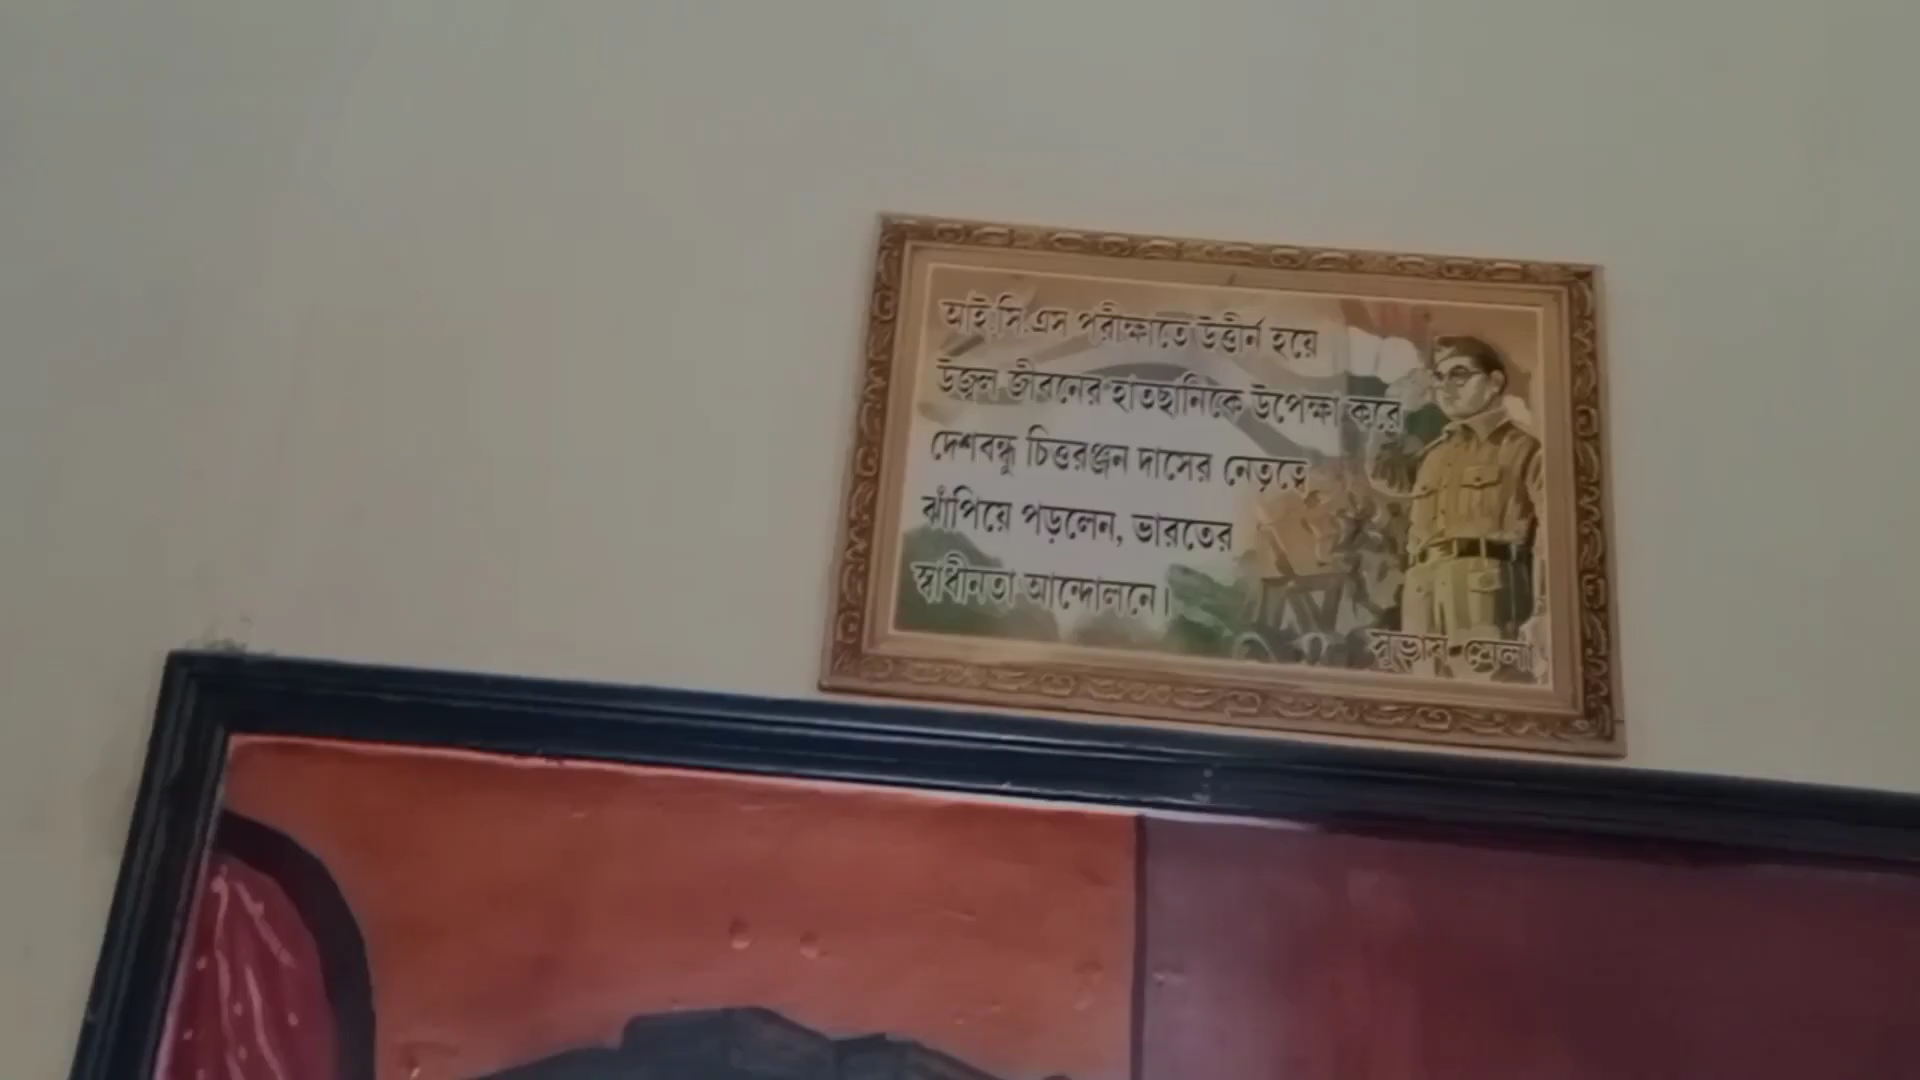 আই.সি.এস পরীক্ষাতে উত্তীর্ন হয়ে
উজ্বল জীবনের হাতছানিকে উপেক্ষা করে
দেশবন্ধু চিত্তরঞ্জন দাসের নেতৃত্বে
ঝাঁপিয়ে পড়লেন, ভারতের
স্বাধীনতা আন্দোলনে।
সুভাষ মেলা